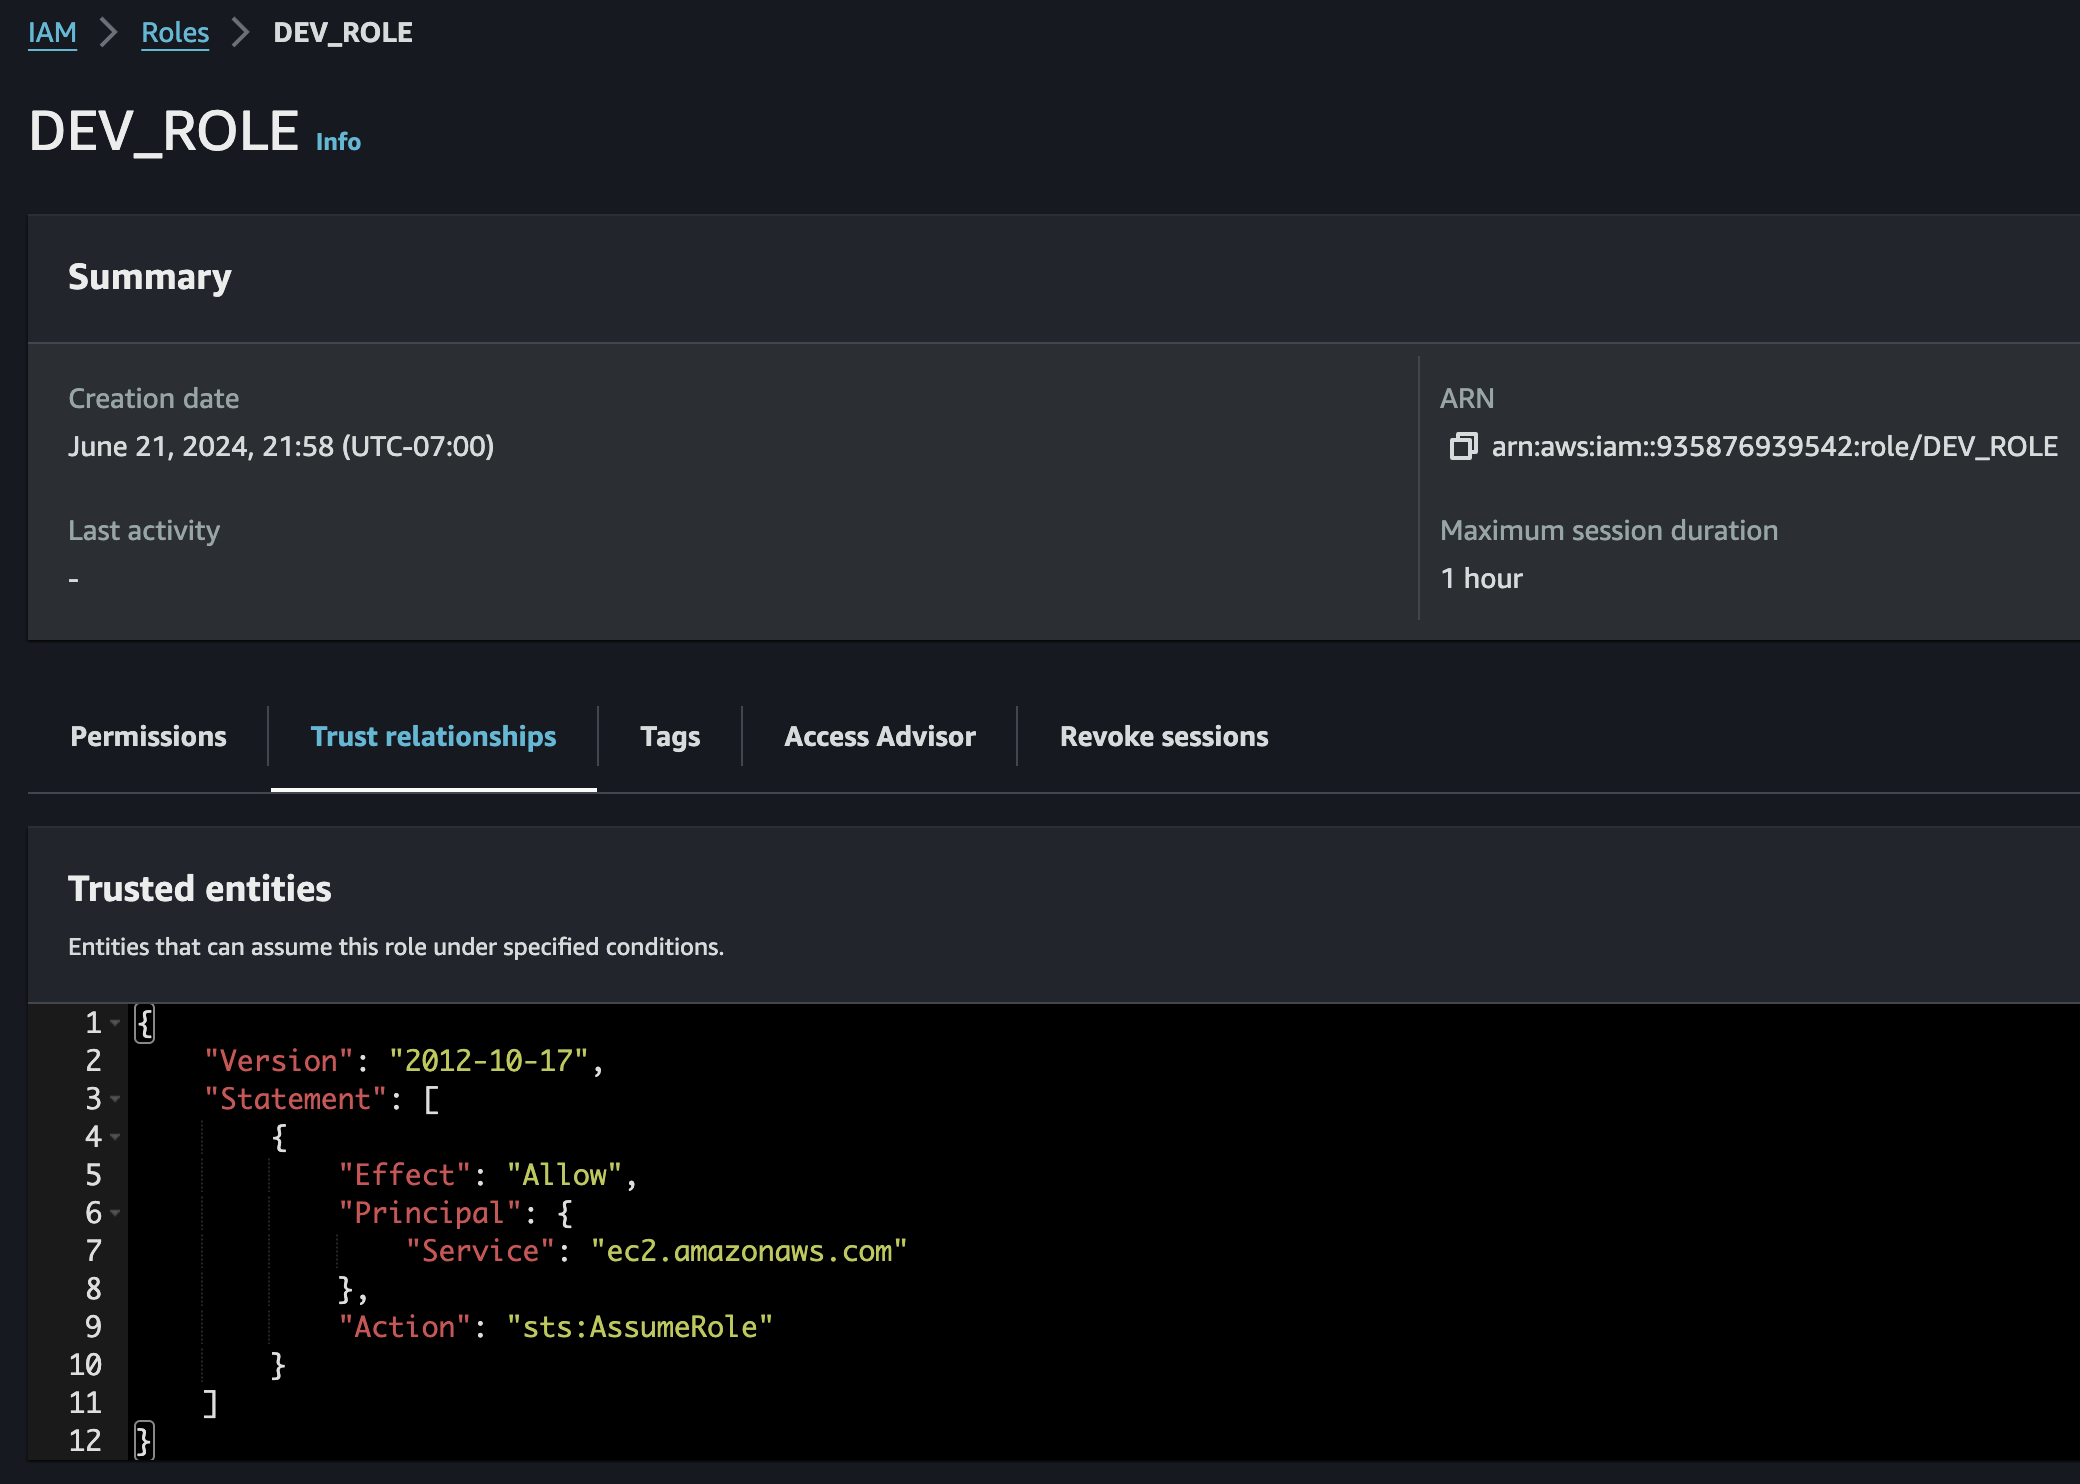 IAM > Roles > DEV_ROLE
DEV_ROLE Info
Summary
Creation date
June 21, 2024, 21:58 (UTC-07:00)
ARN
arn:aws:iam::935876939542:role/DEV_ROLE
Last activity
-
Maximum session duration
1 hour
Permissions
Trust relationships
Tags
Access Advisor
Revoke sessions
Trusted entities
Entities that can assume this role under specified conditions.
1 {
2     "Version": "2012-10-17",
3     "Statement": [
4         {
5             "Effect": "Allow",
6             "Principal": {
7                 "Service": "ec2.amazonaws.com"
8             },
9             "Action": "sts:AssumeRole"
10         }
11     ]
12 }